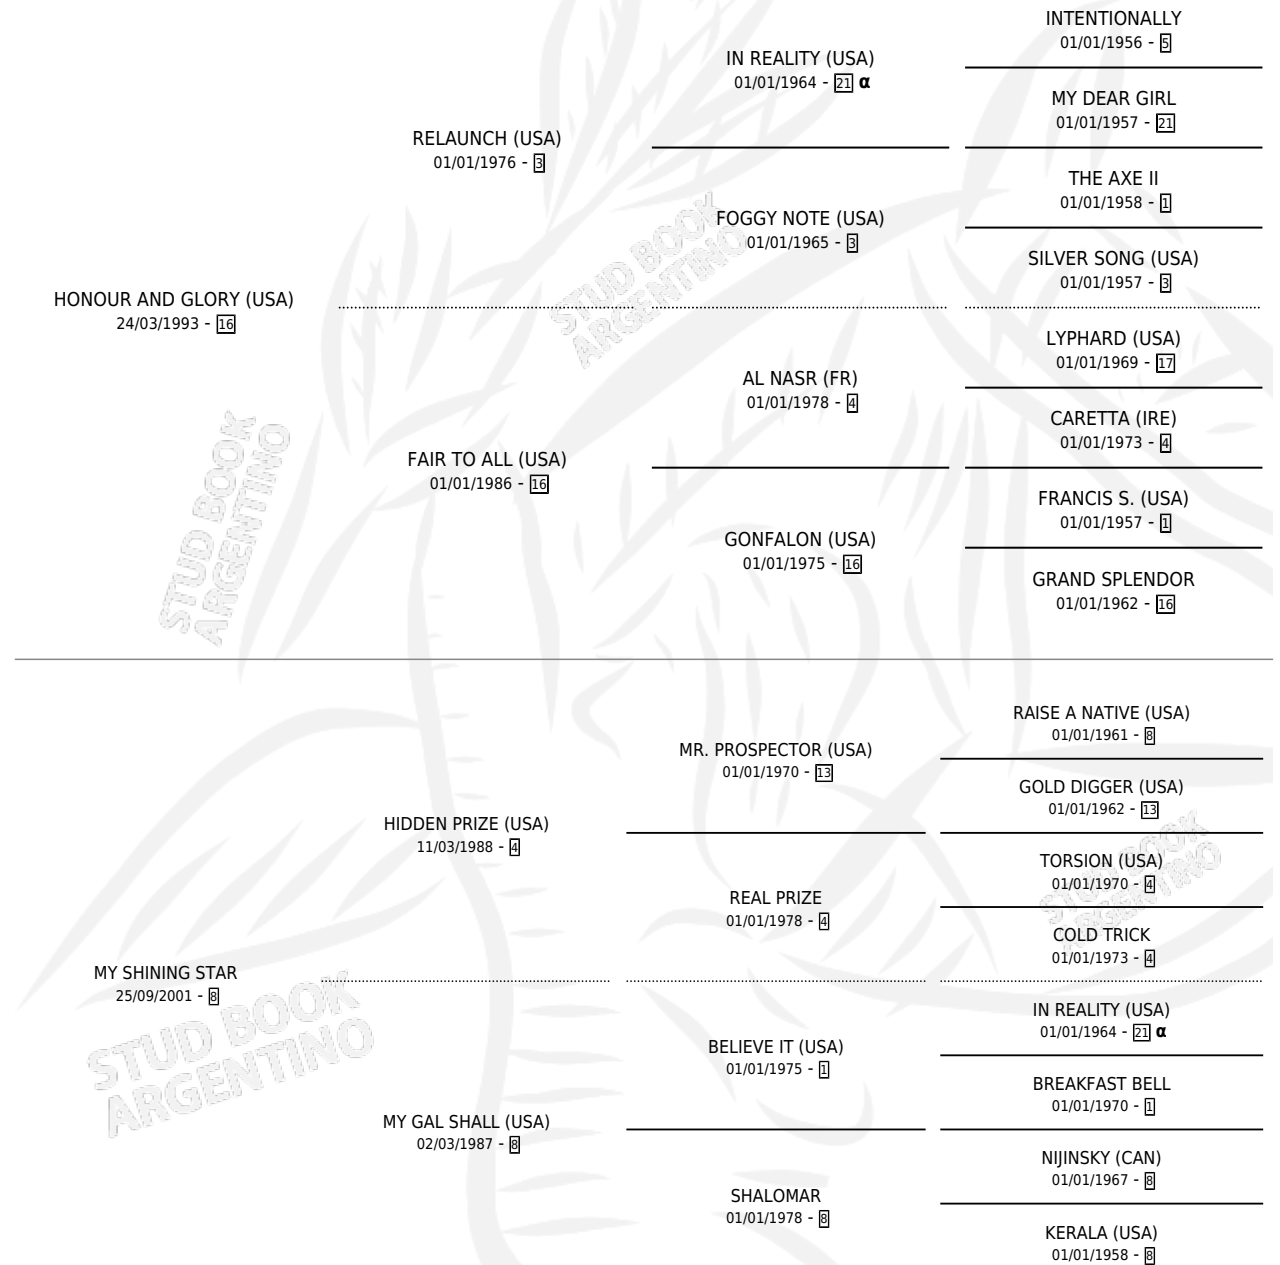 INTENTIONALLY
01/01/1956 - 5
IN REALITY (USA)
01/01/1964 - 21 α
MY DEAR GIRL
01/01/1957 - 21
RELAUNCH (USA)
01/01/1976 - 3
THE AXE II
01/01/1958 - 1
FOGGY NOTE (USA)
01/01/1965 - 3
SILVER SONG (USA)
01/01/1957 - 3
HONOUR AND GLORY (USA)
24/03/1993 - 16
LYPHARD (USA)
01/01/1969 - 17
AL NASR (FR)
01/01/1978 - 4
CARETTA (IRE)
01/01/1973 - 4
FAIR TO ALL (USA)
01/01/1986 - 16
FRANCIS S. (USA)
01/01/1957 - 1
GONFALON (USA)
01/01/1975 - 16
GRAND SPLENDOR
01/01/1962 - 16
RAISE A NATIVE (USA)
01/01/1961 - 8
MR. PROSPECTOR (USA)
01/01/1970 - 13
GOLD DIGGER (USA)
01/01/1962 - 13
HIDDEN PRIZE (USA)
11/03/1988 - 4
TORSION (USA)
01/01/1970 - 4
REAL PRIZE
01/01/1978 - 4
COLD TRICK
01/01/1973 - 4
MY SHINING STAR
25/09/2001 - 8
IN REALITY (USA)
01/01/1964 - 21 α
BELIEVE IT (USA)
01/01/1975 - 1
BREAKFAST BELL
01/01/1970 - 1
MY GAL SHALL (USA)
02/03/1987 - 8
NIJINSKY (CAN)
01/01/1967 - 8
SHALOMAR
01/01/1978 - 8
KERALA (USA)
01/01/1958 - 8
STUD BOOK
ARGENTINO
STUD BOOK
ARGENTINO
STUD BOOK
ARGENTINO
STUD BOOK
ARGENTINO